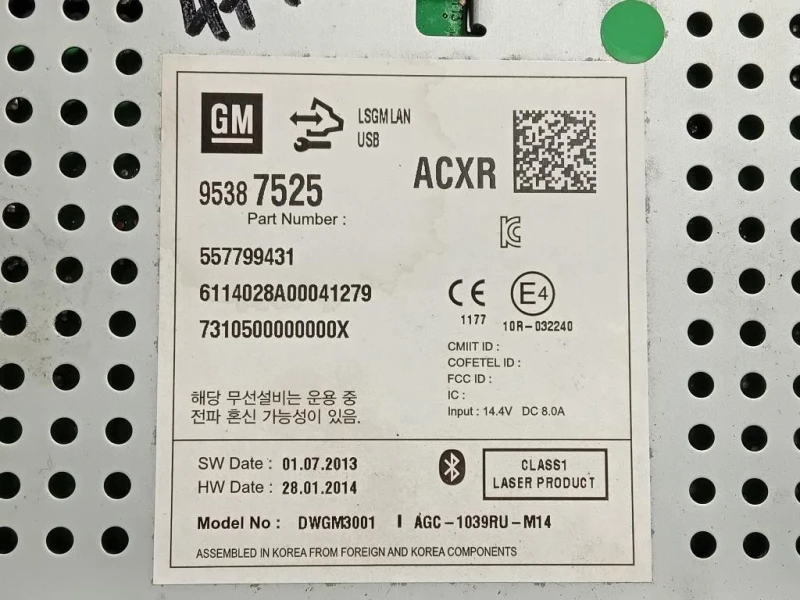 GM
LSGMLAN
USB
ACXR
9538 7525
Part Number :
557799431
6114028A00041279
7310500000000X
CE
1177
E4
10R-032240
CMIIT ID :
COFETEL ID :
FCC ID :
IC :
Input : 14.4V DC 8.0A
해당 무선설비는 운용 중
전파 혼신 가능성이 있음.
SW Date : 01.07.2013
HW Date : 28.01.2014
CLASS1
LASER PRODUCT
Model No : DWGM3001 I AGC-1039RU-M14
ASSEMBLED IN KOREA FROM FOREIGN AND KOREA COMPONENTS